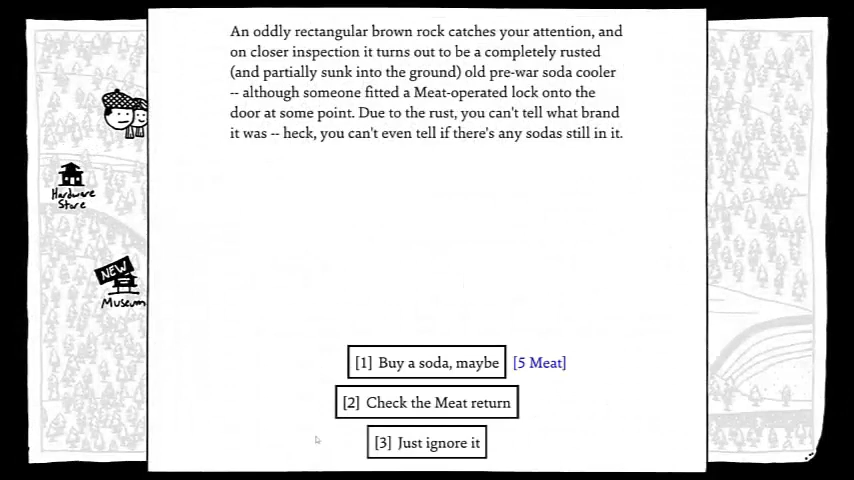 An oddly rectangular brown rock catches your attention, and
on closer inspection it turns out to be a completely rusted
(and partially sunk into the ground) old pre-war soda cooler
-- although someone fitted a Meat-operated lock onto the
door at some point. Due to the rust, you can't tell what brand
it was -- heck, you can't even tell if there's any sodas still in it.
Hardware
Store
NEW
Museum
[1] Buy a soda, maybe [5 Meat]
[2] Check the Meat return
[3] Just ignore it